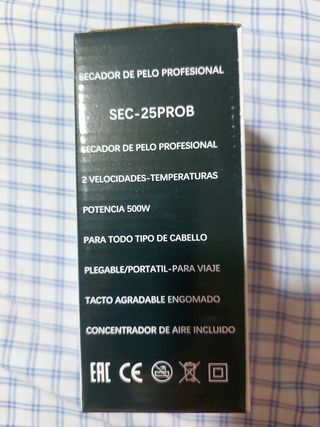 SECADOR DE PELO PROFESIONAL
SEC-25PROB
SECADOR DE PELO PROFESIONAL
2 VELOCIDADES-TEMPERATURAS
POTENCIA 500W
PARA TODO TIPO DE CABELLO
PLEGABLE/PORTATIL-PARA VIAJE
TACTO AGRADABLE ENGOMADO
CONCENTRADOR DE AIRE INCLUIDO
EAC CE